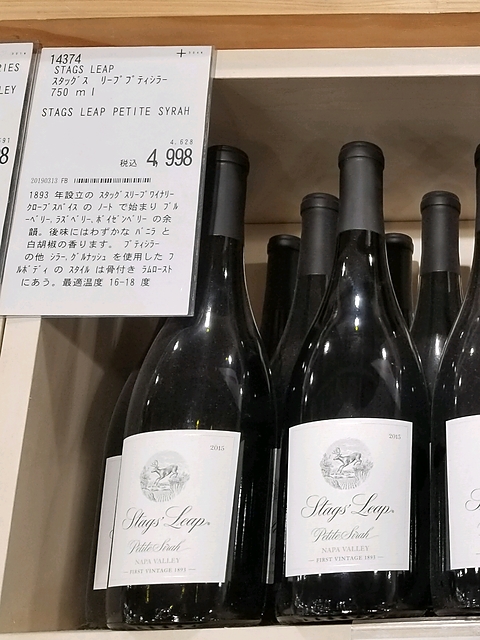 RIES
LEY
8
14374
STAGS LEAP
スタッグス リーププティシラー
750 ml
STAGS LEAP PETITE SYRAH
4,628
税込 4,998
20190313 FB
1893 年設立の スタッグスリープワイナリー
クローブスパイス の ノート で始まり ブル
ーベリー、ラズベリー、ボイゼンベリー の余
韻。後味にはわずかな バニラ と
白胡椒の香ります。 プティシラー
の他 シラー、グルナッシュ を使用した フ
ルボディ の スタイル は骨付き ラムロースト
にあう。最適温度 16-18 度
2015
Stags' Leap
Petite Sirah
NAPA VALLEY
FIRST VINTAGE 1893
2015
Stags' Leap
Petite Sirah
NAPA VALLEY
FIRST VINTAGE 1893